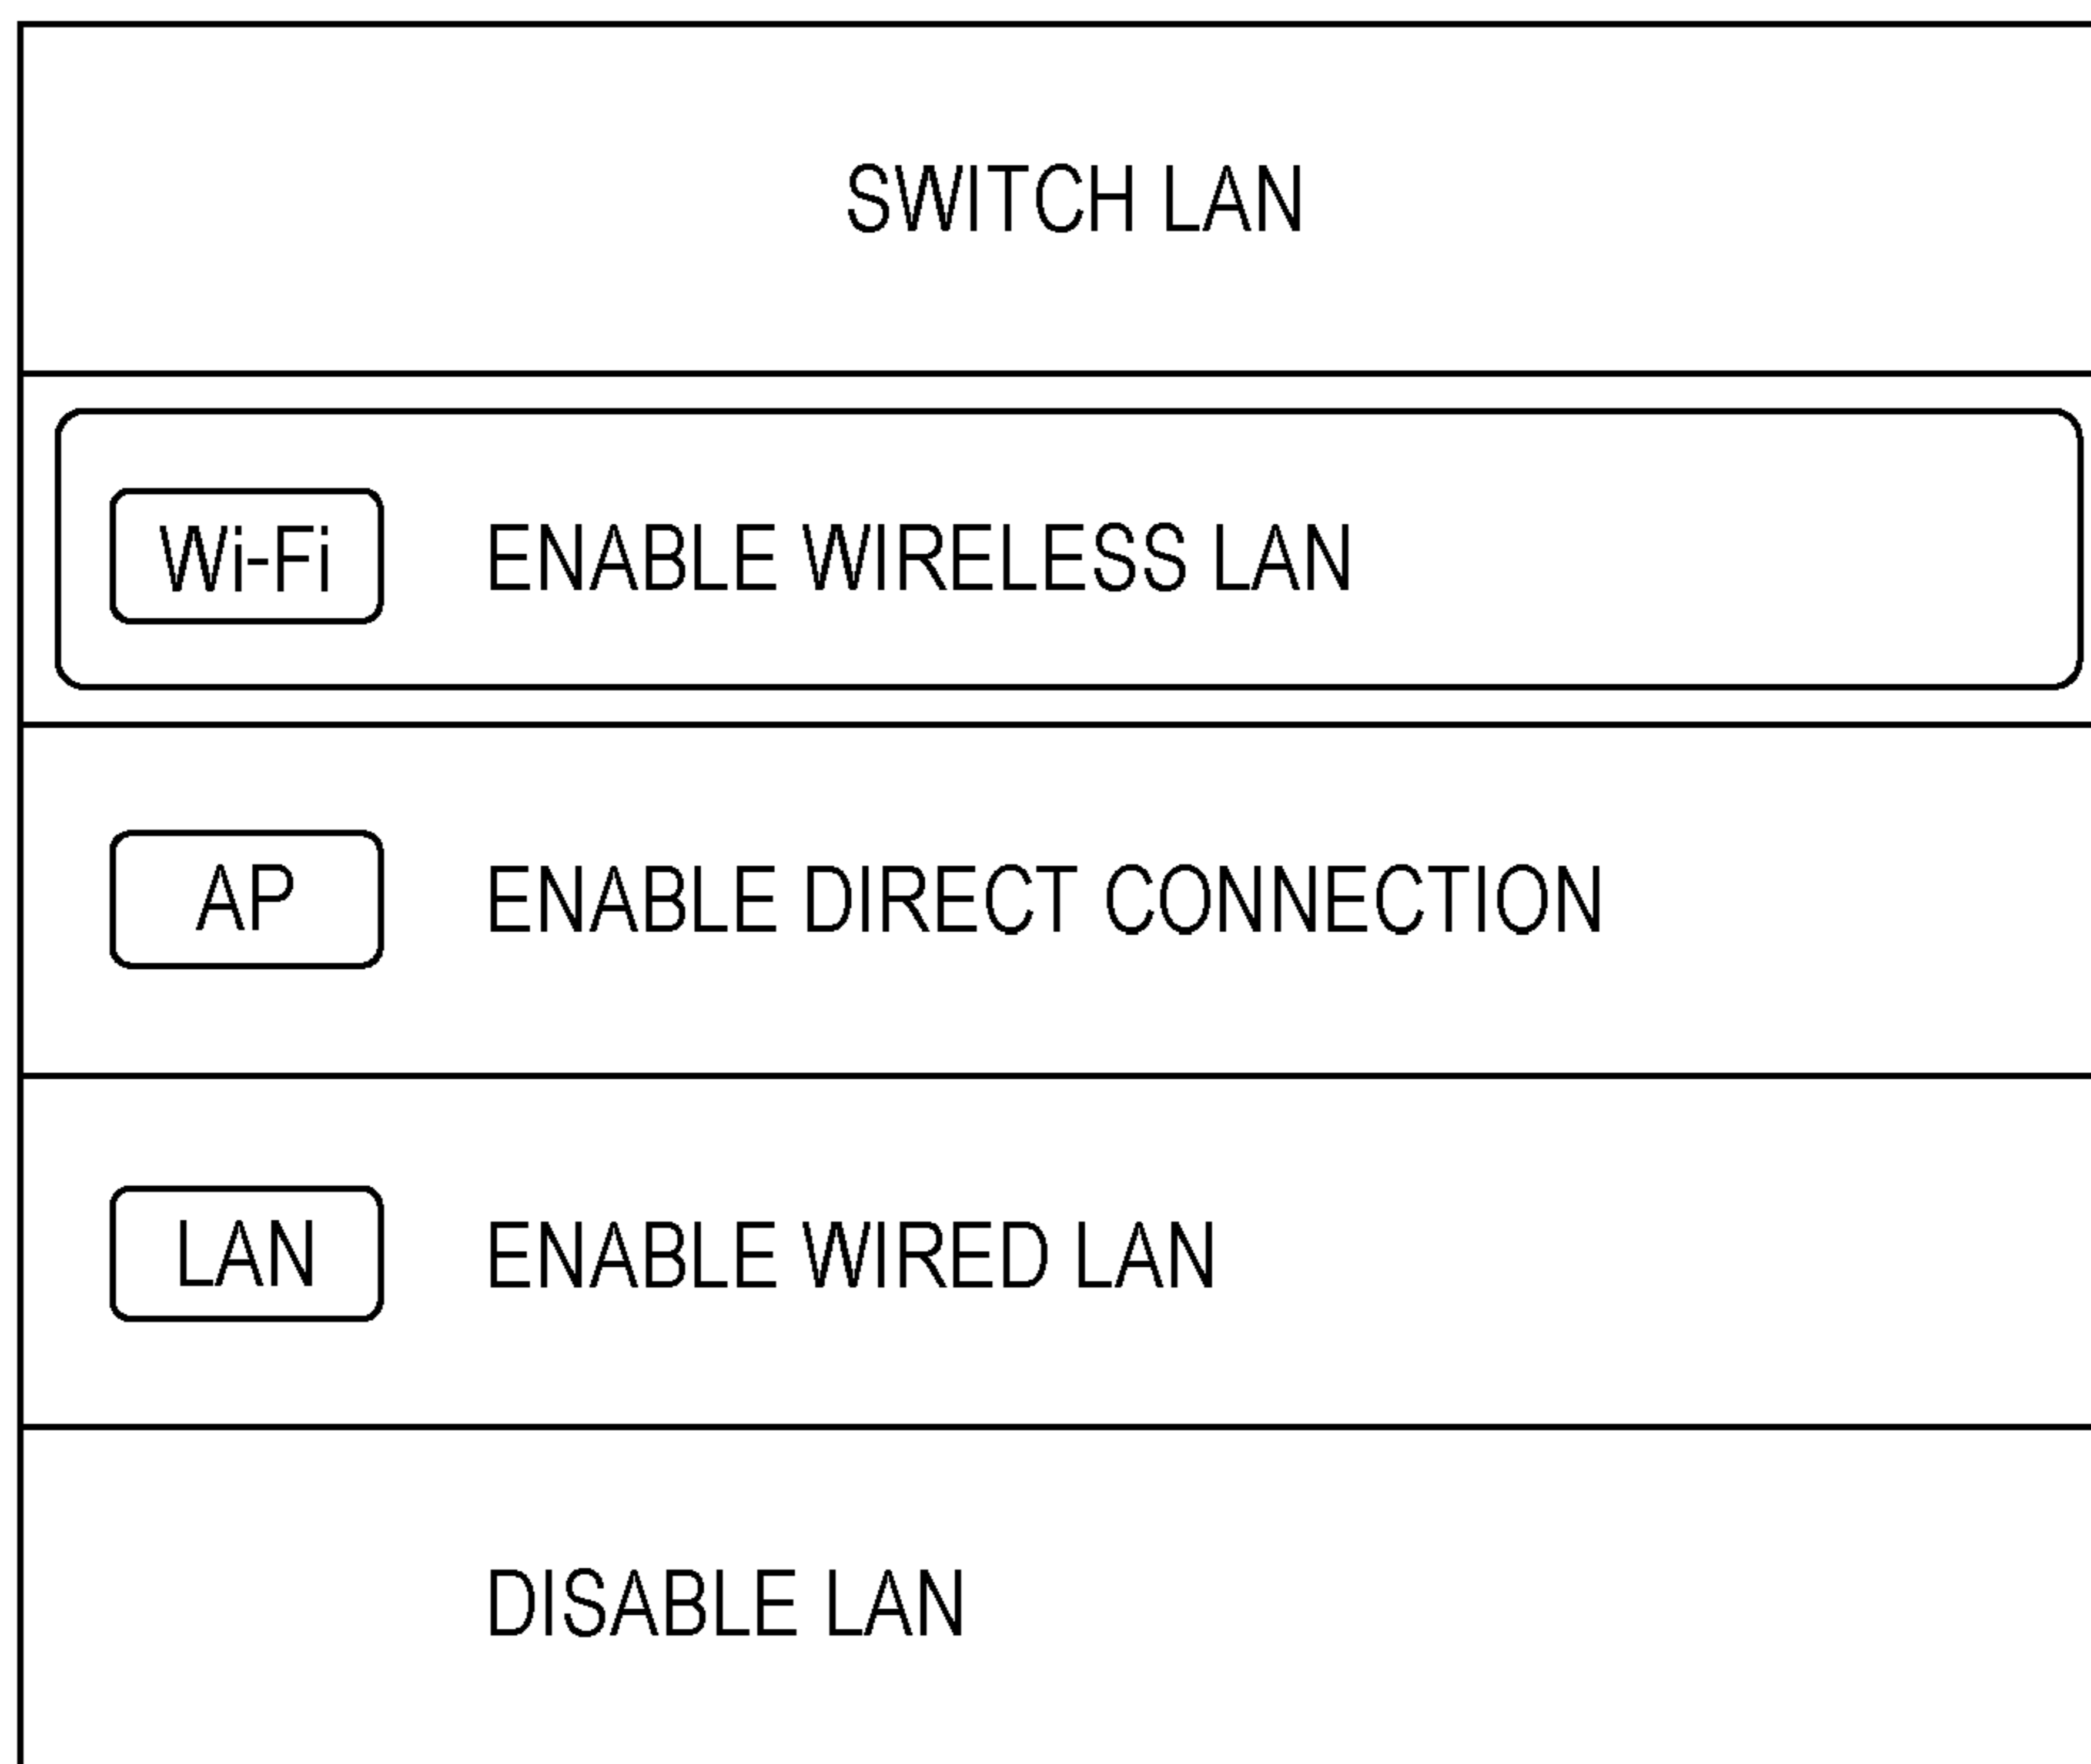 SWITCH LAN
Wi-Fi ENABLE WIRELESS LAN
AP ENABLE DIRECT CONNECTION
LAN ENABLE WIRED LAN
DISABLE LAN